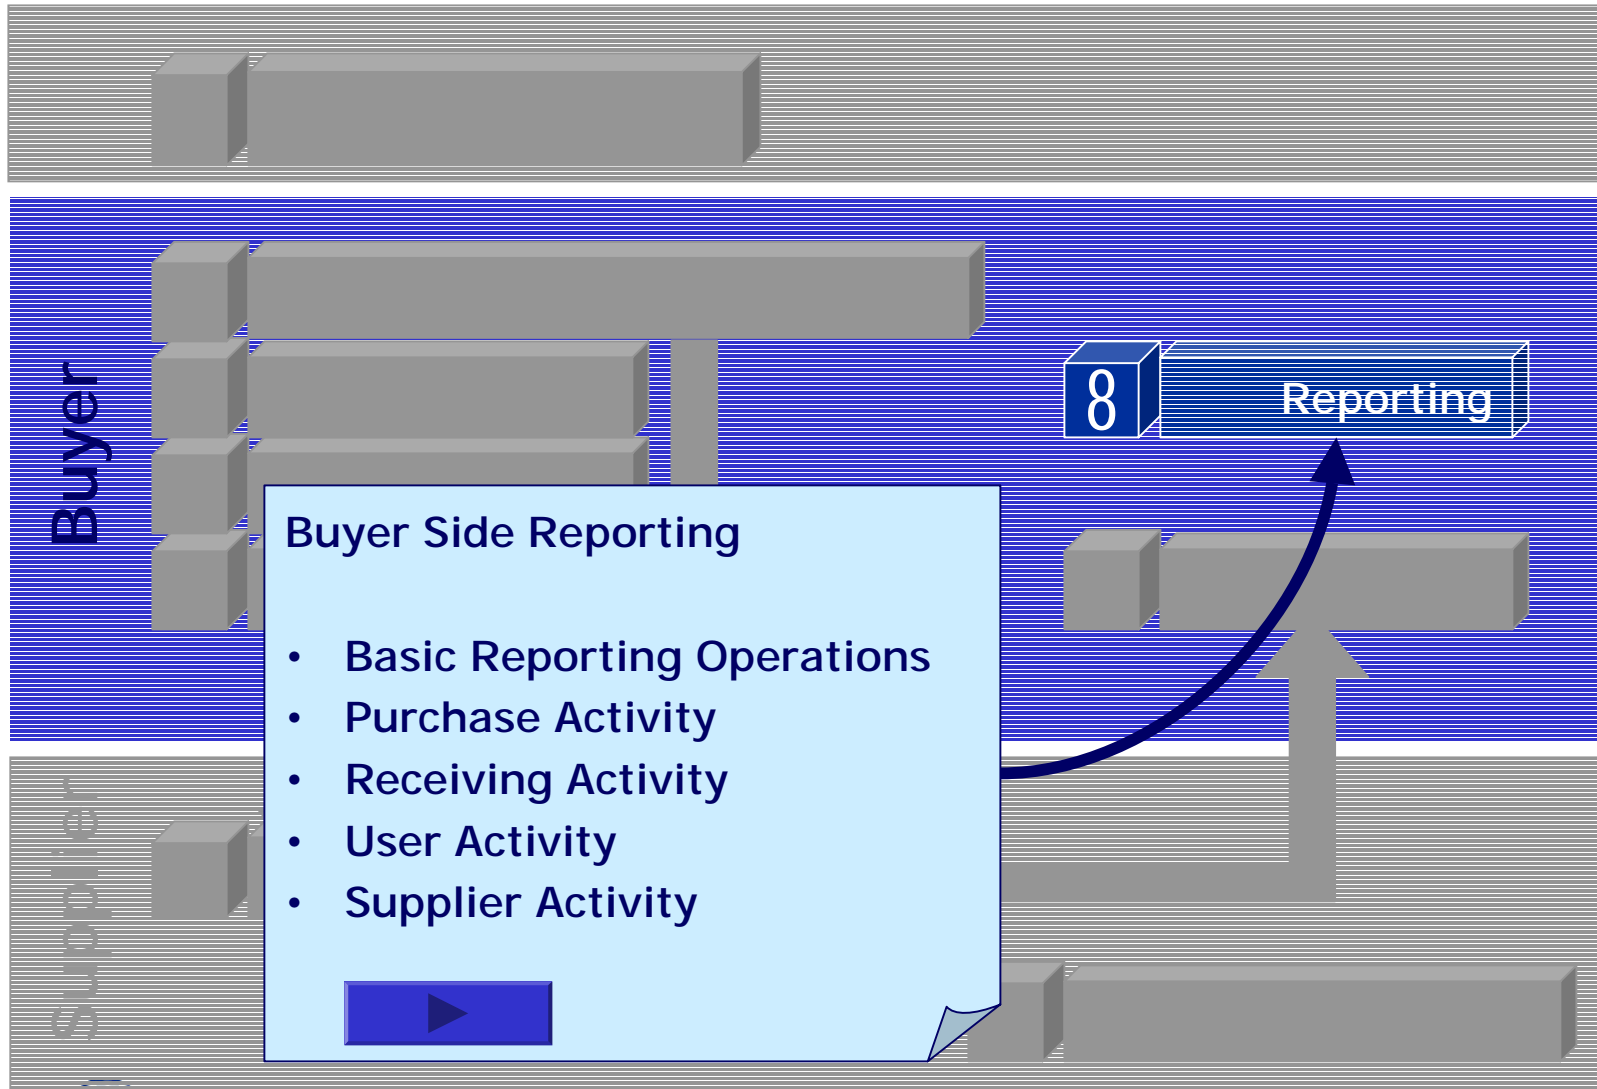 Buyer
8
Reporting
Buyer Side Reporting
• Basic Reporting Operations
• Purchase Activity
• Receiving Activity
• User Activity
• Supplier Activity
Supplier